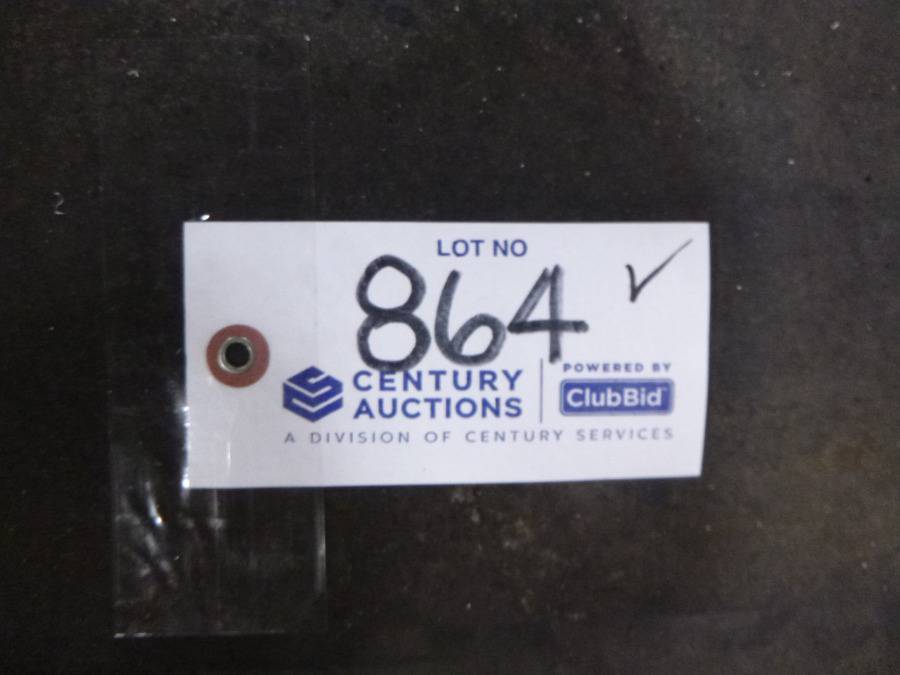 LOT NO
864 ✓
CENTURY
AUCTIONS
POWERED BY
ClubBid
A DIVISION OF CENTURY SERVICES